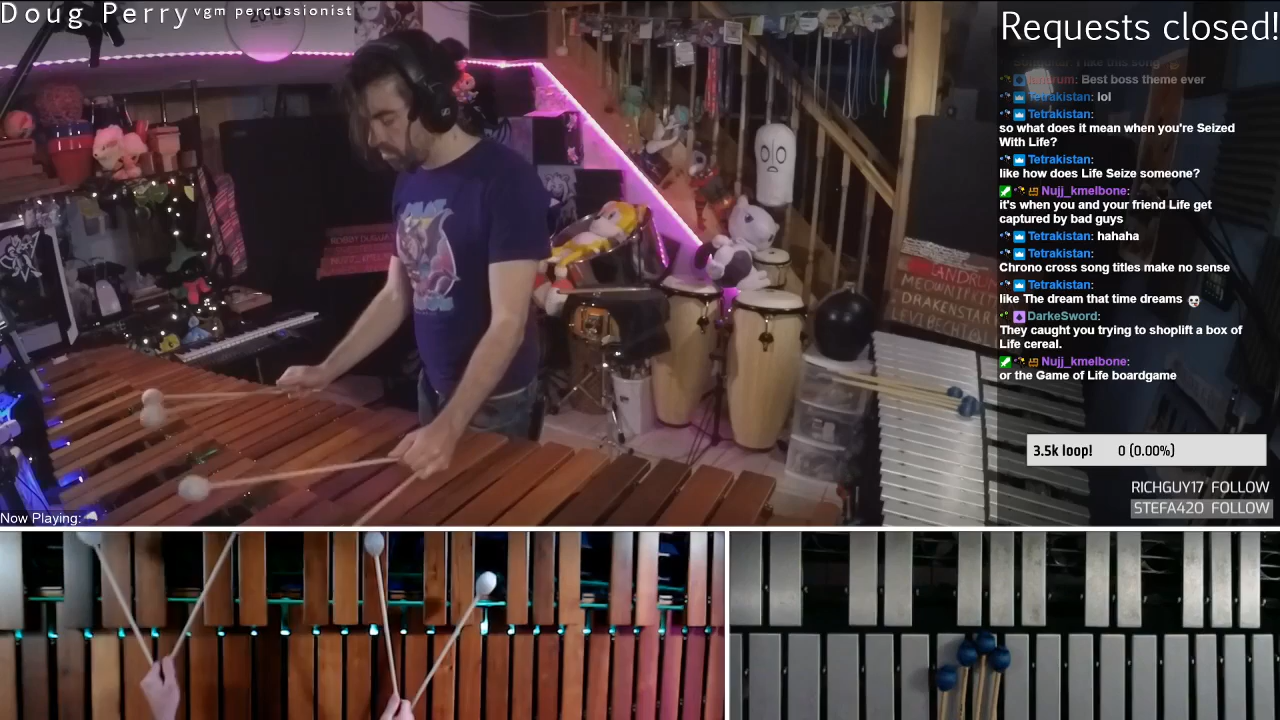 Doug Perry vgm percussionist
Requests closed!
Best boss theme ever
Tetrakistan: lol
Tetrakistan:
so what does it mean when you're Seized
With Life?
Tetrakistan:
like how does Life Seize someone?
Nujj_kmelbone:
it's when you and your friend Life get
captured by bad guys
Tetrakistan: hahaha
Tetrakistan:
Chrono cross song titles make no sense
Tetrakistan:
like The dream that time dreams
DarkeSword:
They caught you trying to shoplift a box of
Life cereal.
Nujj_kmelbone:
or the Game of Life boardgame
LANDRUM
MEOWNIFICENT
DRAKENSTAR
3.5k loop! 0 (0.00%)
RICHGUY17 FOLLOW
STEFA420 FOLLOW
Now Playing: